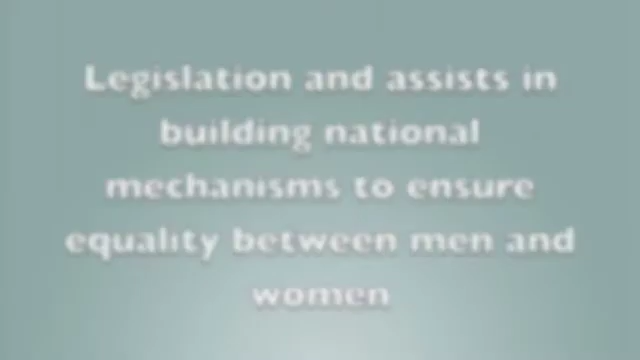 Legislation and assists in
building national
mechanisms to ensure
equality between men and
women